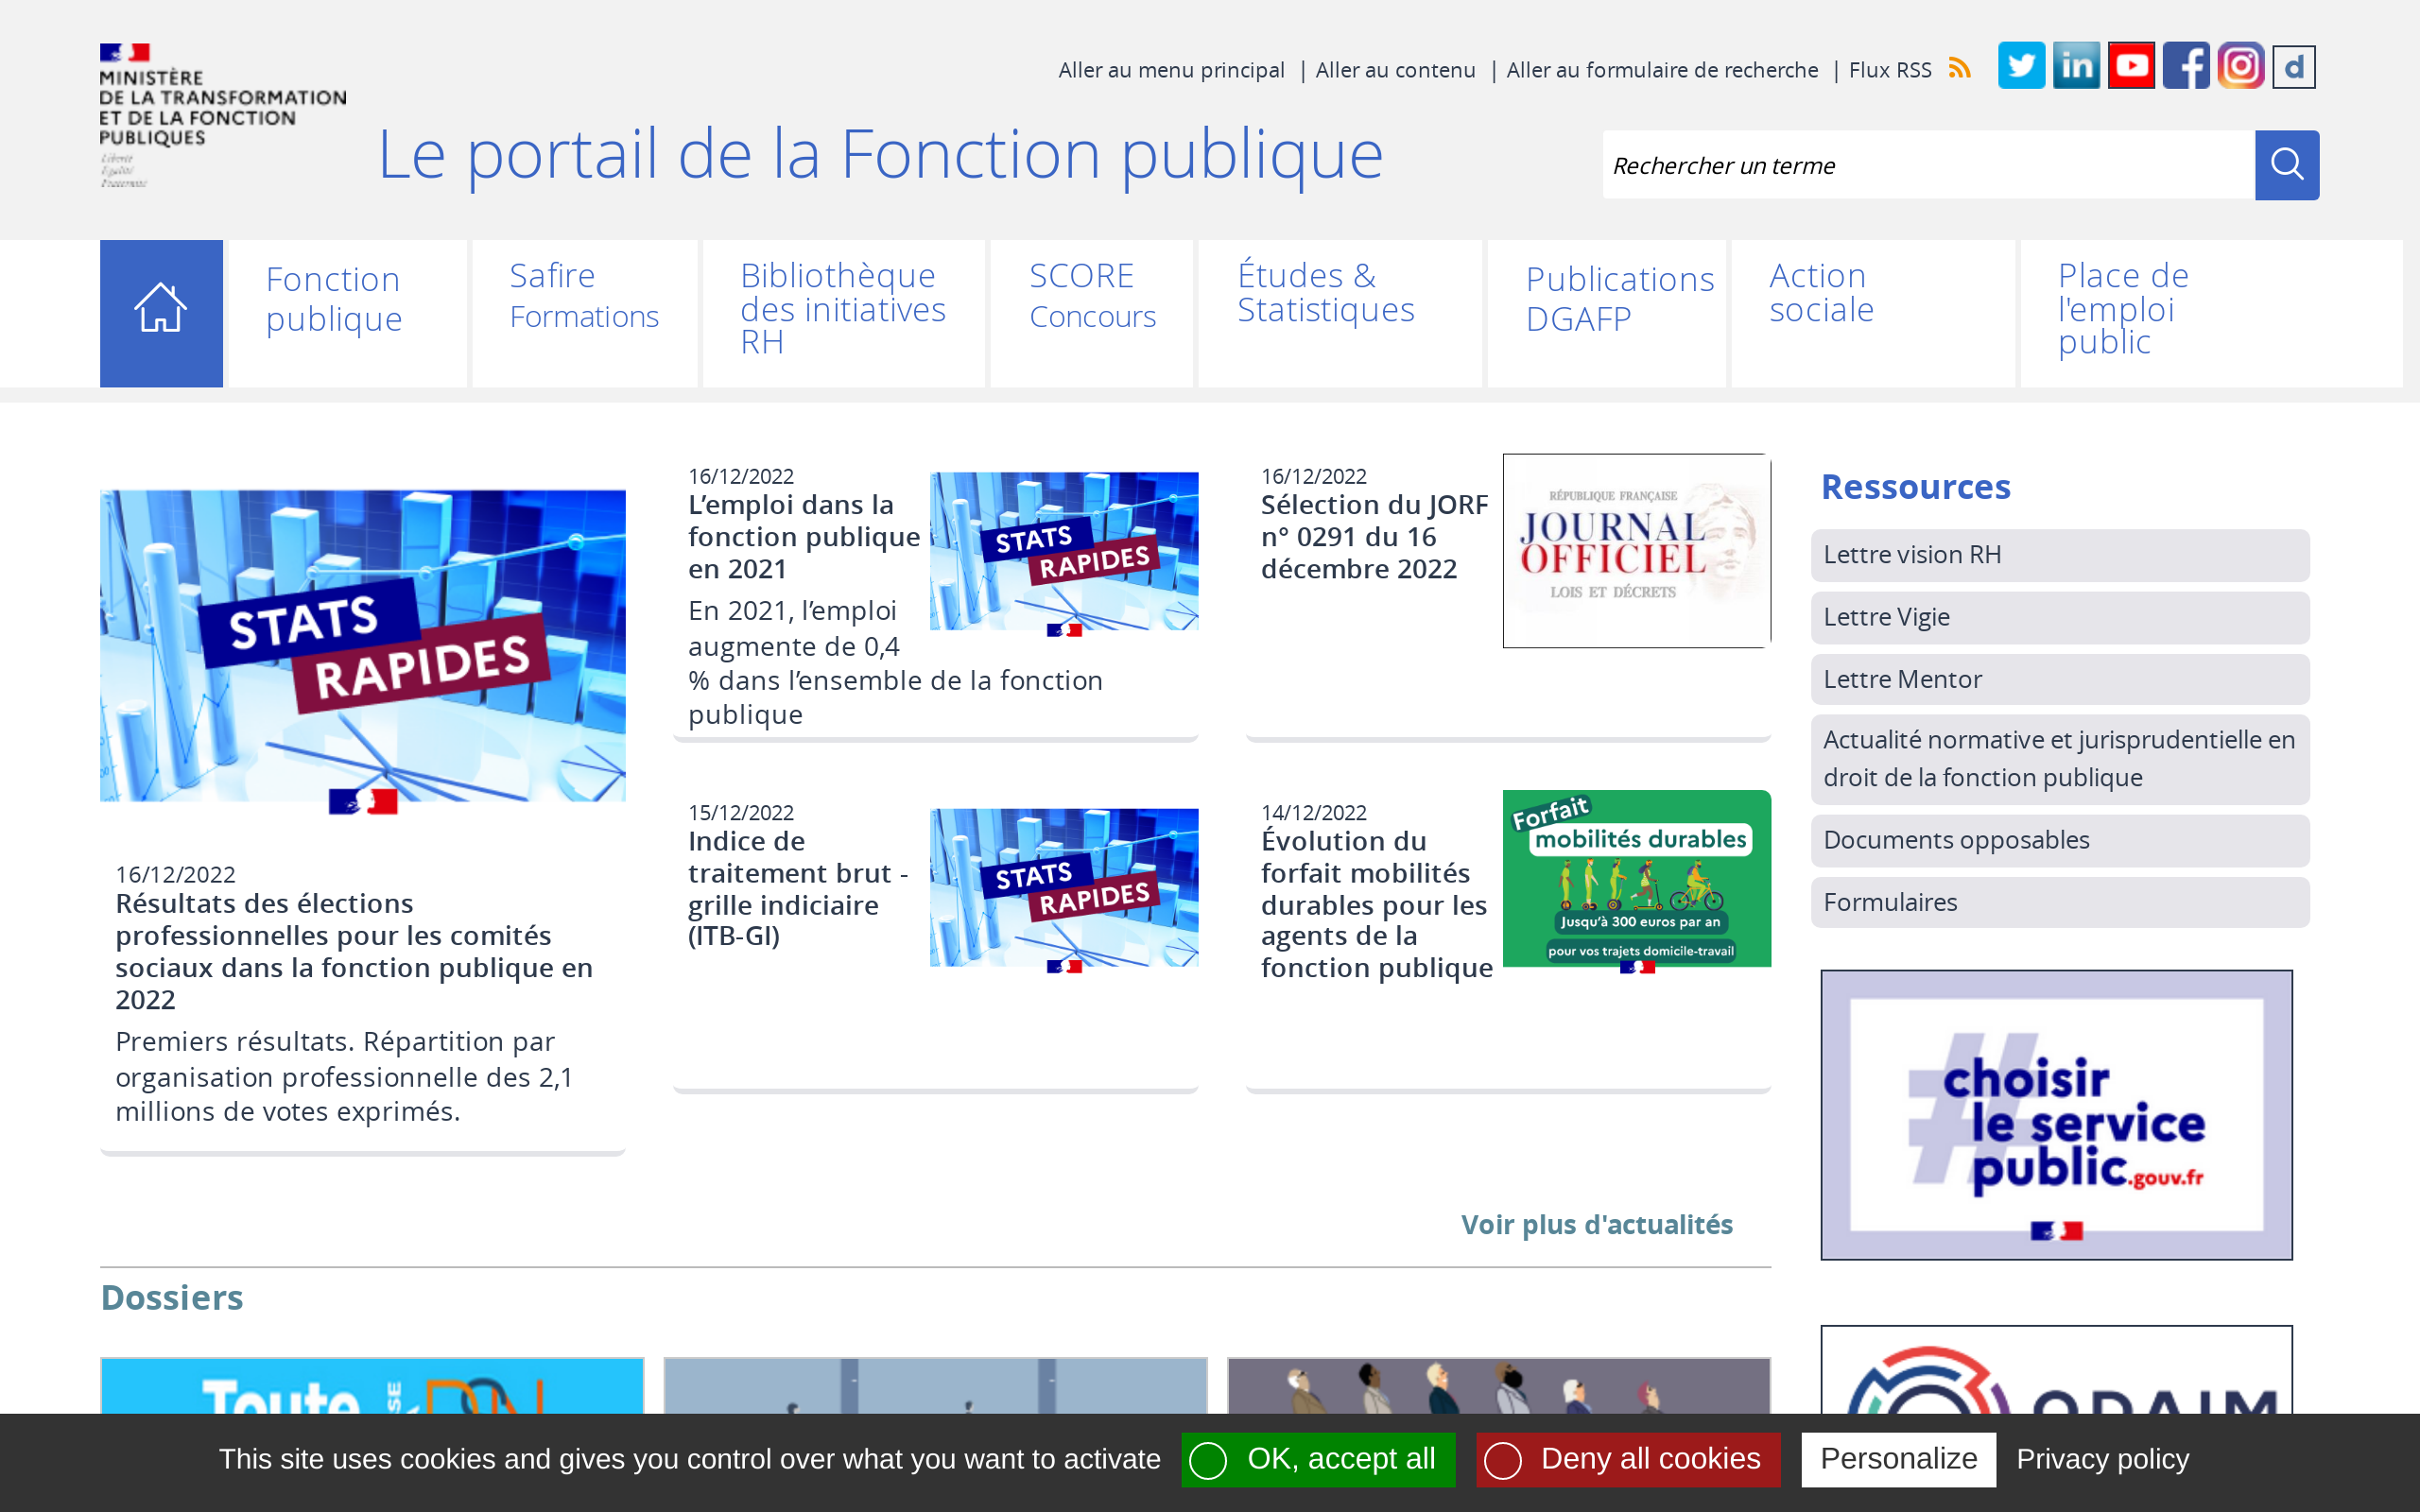 MINISTÈRE
DE LA TRANSFORMATION
ET DE LA FONCTION
PUBLIQUES
Liberté
Égalité
Fraternité
Aller au menu principal | Aller au contenu | Aller au formulaire de recherche | Flux RSS
Le portail de la Fonction publique
Rechercher un terme
Fonction
publique
Safire
Formations
Bibliothèque
des initiatives
RH
SCORE
Concours
Études &
Statistiques
Publications
DGAFP
Action
sociale
Place de
l'emploi
public
STATS
RAPIDES
16/12/2022
Résultats des élections
professionnelles pour les comités
sociaux dans la fonction publique en
2022
Premiers résultats. Répartition par
organisation professionnelle des 2,1
millions de votes exprimés.
16/12/2022
L’emploi dans la
fonction publique
en 2021
STATS
RAPIDES
En 2021, l’emploi
augmente de 0,4
% dans l’ensemble de la fonction
publique
16/12/2022
Sélection du JORF
n° 0291 du 16
décembre 2022
RÉPUBLIQUE FRANÇAISE
JOURNAL
OFFICIEL
LOIS ET DÉCRETS
15/12/2022
Indice de
traitement brut -
grille indiciaire
(ITB-GI)
STATS
RAPIDES
14/12/2022
Évolution du
forfait mobilités
durables pour les
agents de la
fonction publique
Forfait
mobilités durables
Jusqu’à 300 euros par an
pour vos trajets domicile-travail
Voir plus d'actualités
Ressources
Lettre vision RH
Lettre Vigie
Lettre Mentor
Actualité normative et jurisprudentielle en
droit de la fonction publique
Documents opposables
Formulaires
#
choisir
le service
public.gouv.fr
Dossiers
Toute
This site uses cookies and gives you control over what you want to activate
OK, accept all
Deny all cookies
Personalize
Privacy policy